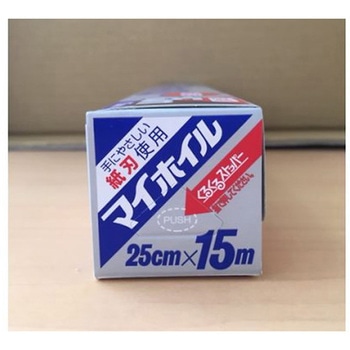 手にやさしい
紙刃使用
マイホイル
くるくるストッパー
PUSH
25cm×15m